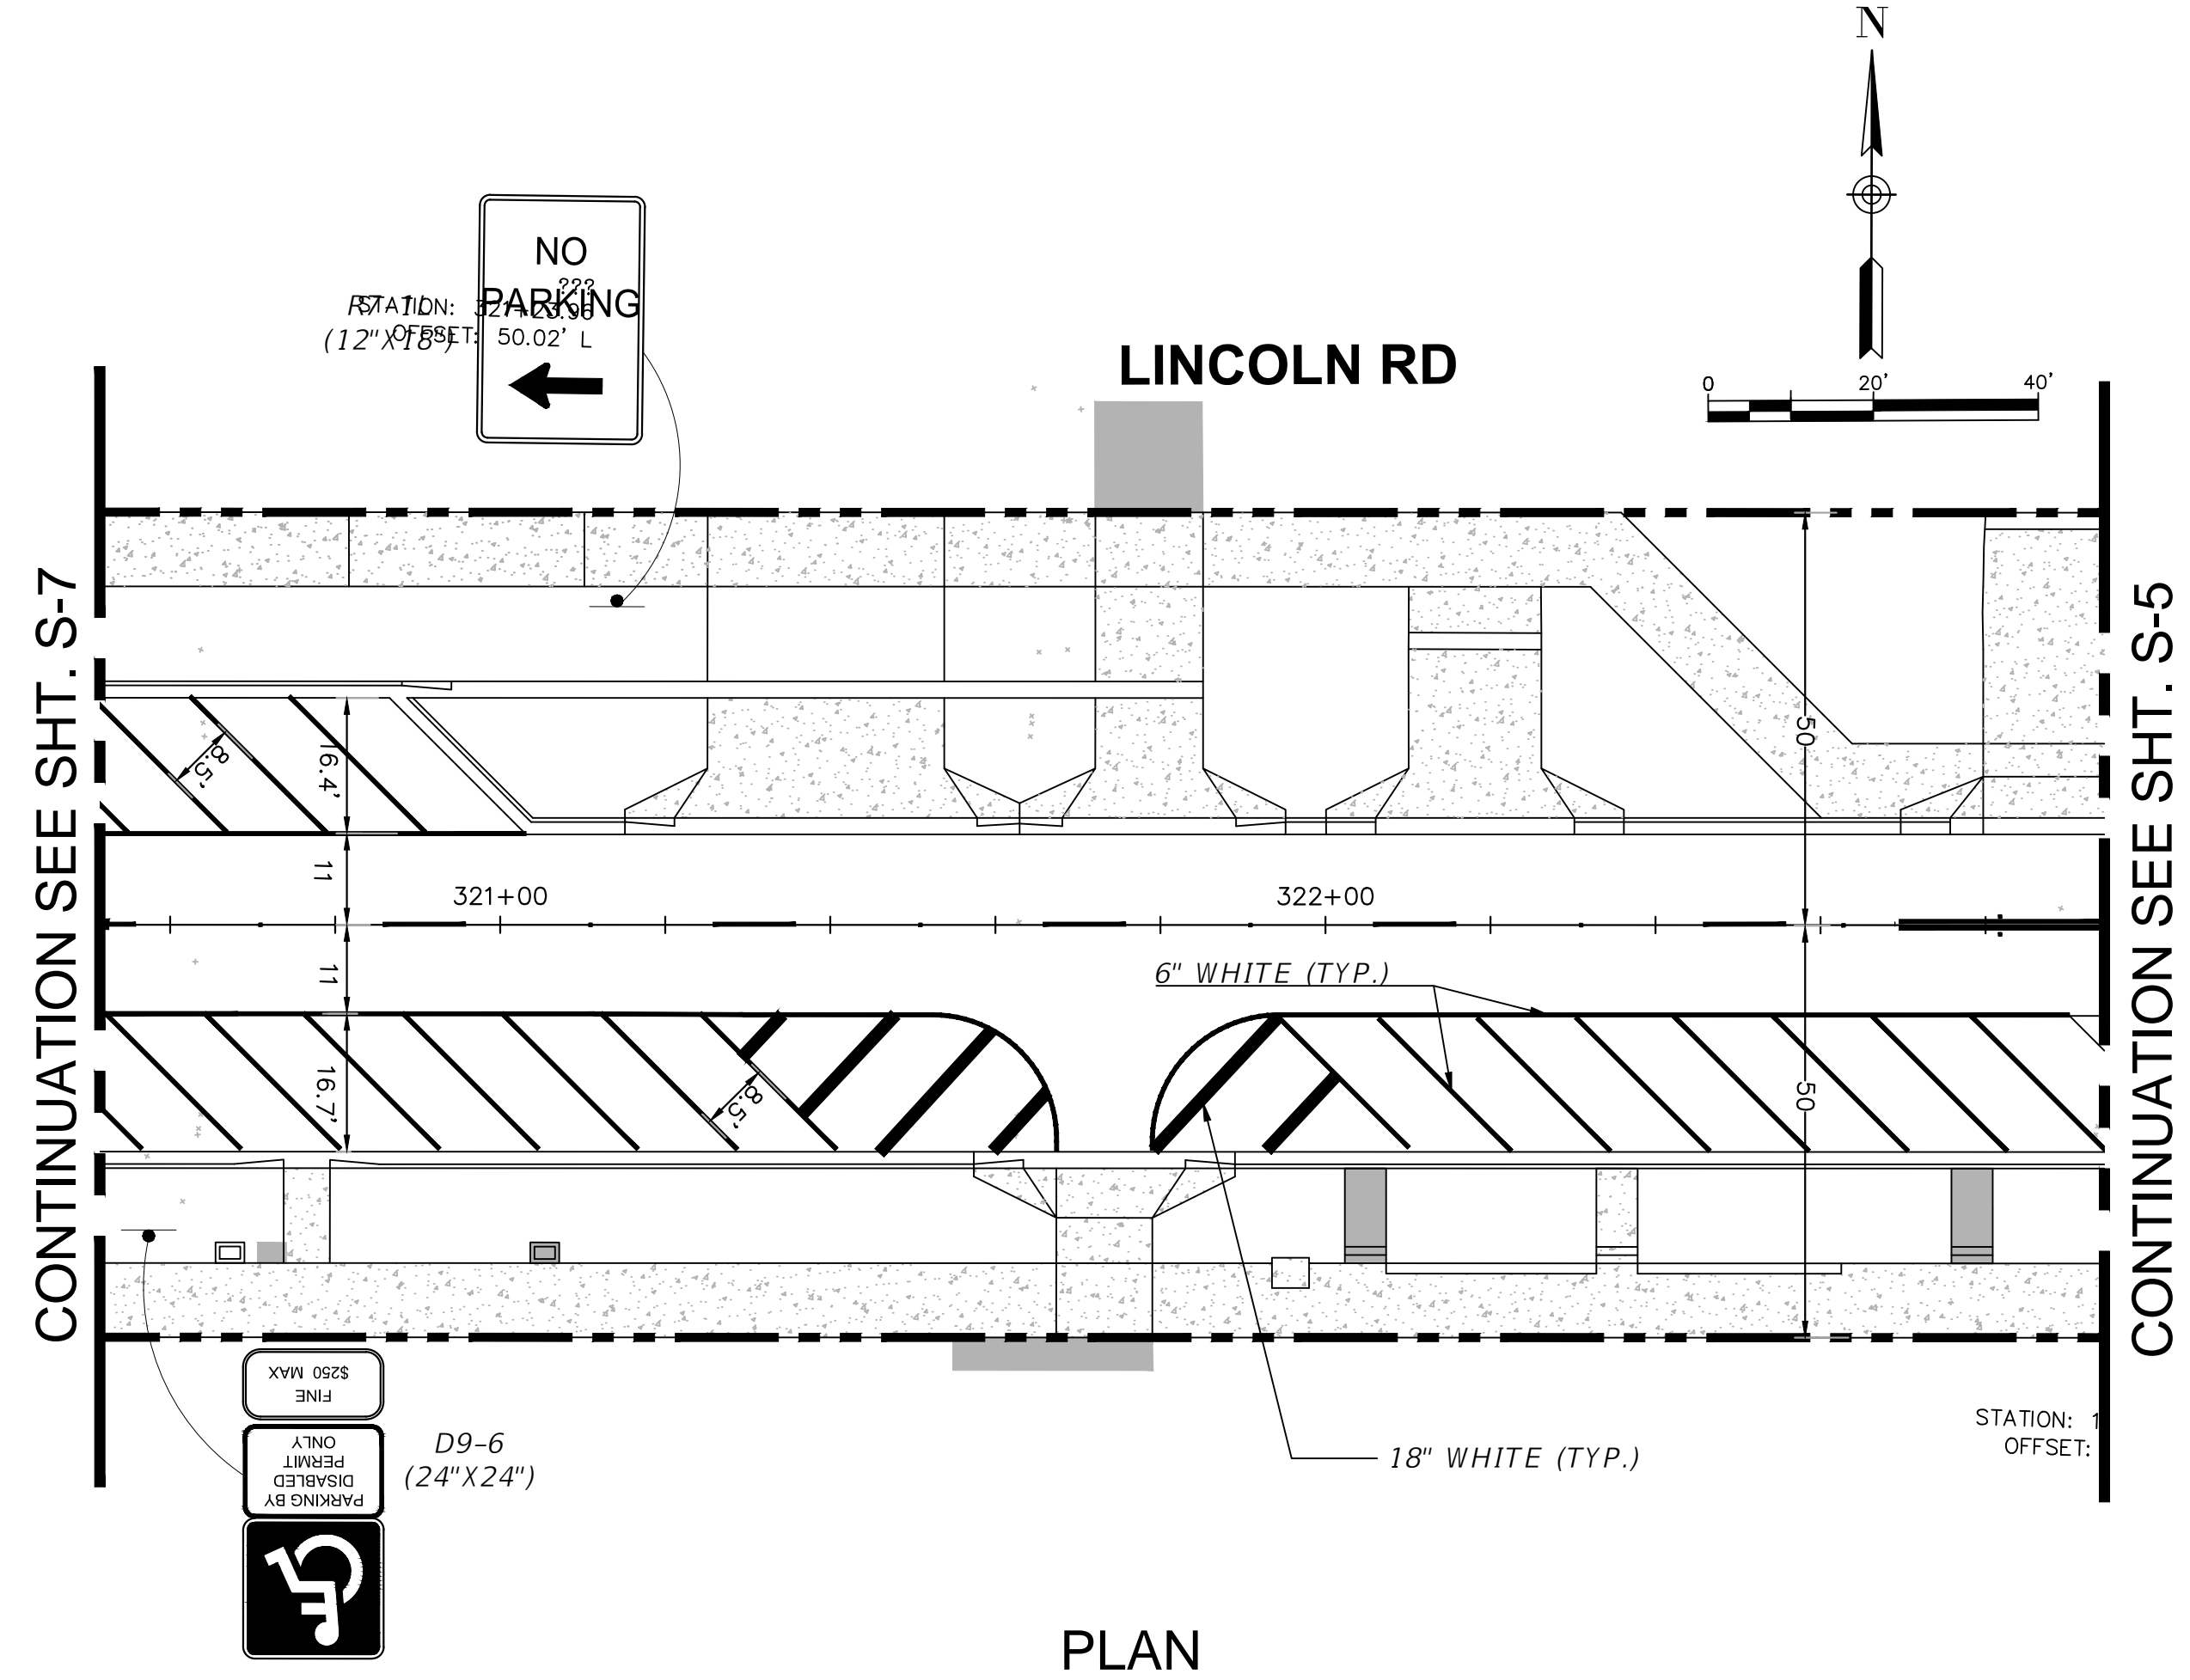 N
NO
PARKING
???
R7-1L
(12"X18")
STATION: 321+23.96
OFFSET: 50.02' L
LINCOLN RD
0 20' 40'
CONTINUATION SEE SHT. S-7
CONTINUATION SEE SHT. S-5
8.5'
16.4'
50
11
321+00
322+00
11
6" WHITE (TYP.)
16.7'
8.5'
50
$250 MAX
FINE
ONLY
PERMIT
DISABLED
PARKING BY
D9-6
(24"X24")
18" WHITE (TYP.)
STATION: 1
OFFSET:
PLAN